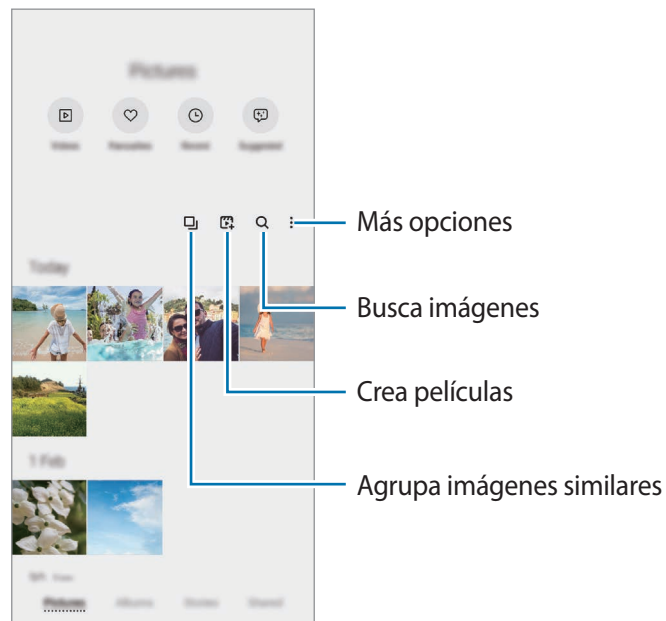 Pictures
Videos Favourites Recent Suggested
Más opciones
Today
Busca imágenes
Crea películas
1 Feb
Agrupa imágenes similares
Pictures Albums Stories Shared